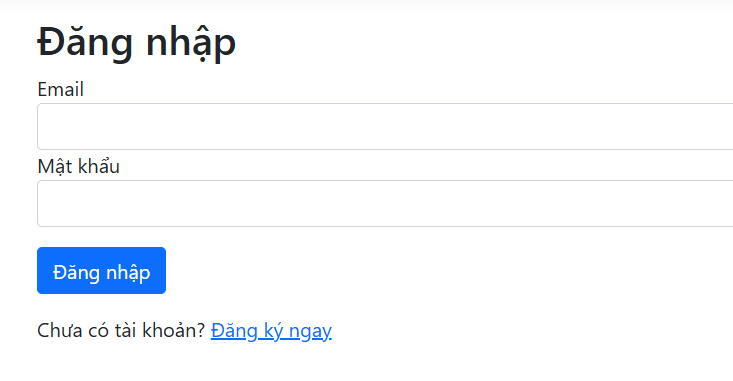 Đăng nhập
Email
Mật khẩu
Đăng nhập
Chưa có tài khoản? Đăng ký ngay